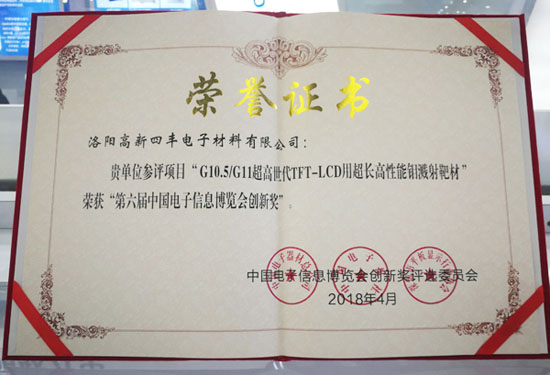 荣誉证书
洛阳高新四丰电子材料有限公司：
贵单位参评项目“G10.5/G11超高世代TFT-LCD用超长高性能钼溅射靶材”
荣获“第六届中国电子信息博览会创新奖”。
中国电子信息博览会创新奖评选委员会
2018年4月